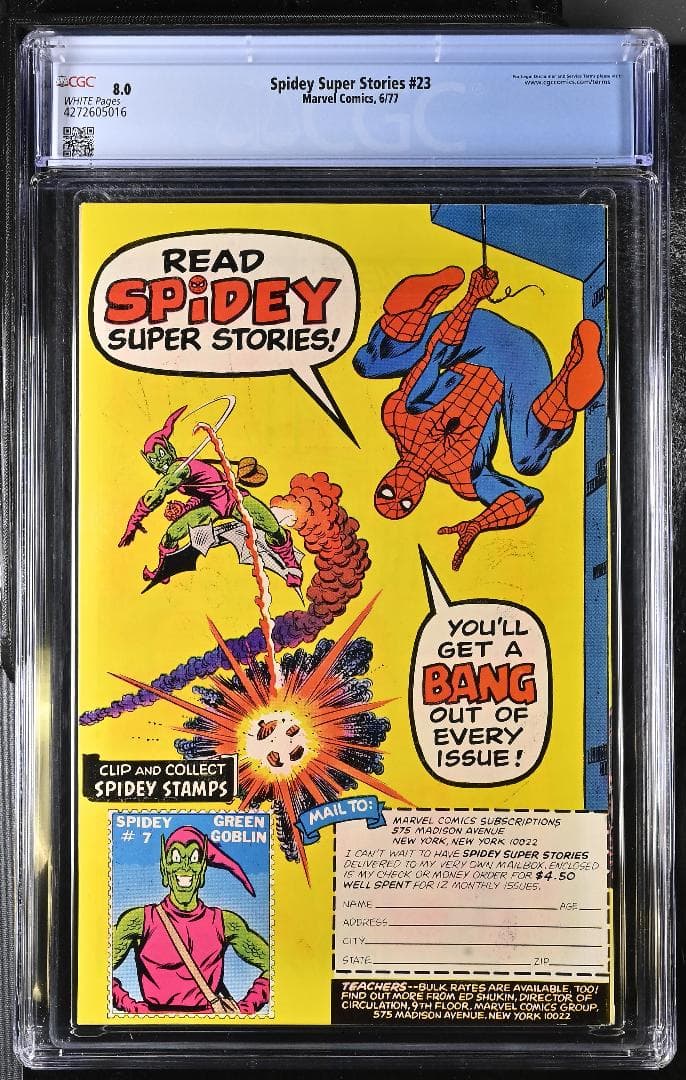 CGC 8.0
WHITE Pages
4272605016
Spidey Super Stories #23
Marvel Comics, 6/77
www.cgccomics.com/terms
READ
SPiDEY
SUPER STORIES!
YOU'LL
GET A
BANG
OUT OF
EVERY
ISSUE!
CLIP AND COLLECT
SPIDEY STAMPS
SPIDEY GREEN
# 7 GOBLIN
MAIL TO:
MARVEL COMICS SUBSCRIPTIONS
575 MADISON AVENUE
NEW YORK, NEW YORK 10022
I CAN'T WAIT TO HAVE SPIDEY SUPER STORIES
DELIVERED TO MY VERY OWN MAILBOX. ENCLOSED
IS MY CHECK OR MONEY ORDER FOR $4.50
WELL SPENT FOR 12 MONTHLY ISSUES.
NAME AGE
ADDRESS
CITY
STATE ZIP
TEACHERS--BULK RATES ARE AVAILABLE, TOO!
FIND OUT MORE FROM ED SHUKIN, DIRECTOR OF
CIRCULATION, 9TH FLOOR, MARVEL COMICS GROUP,
575 MADISON AVENUE, NEW YORK 10022